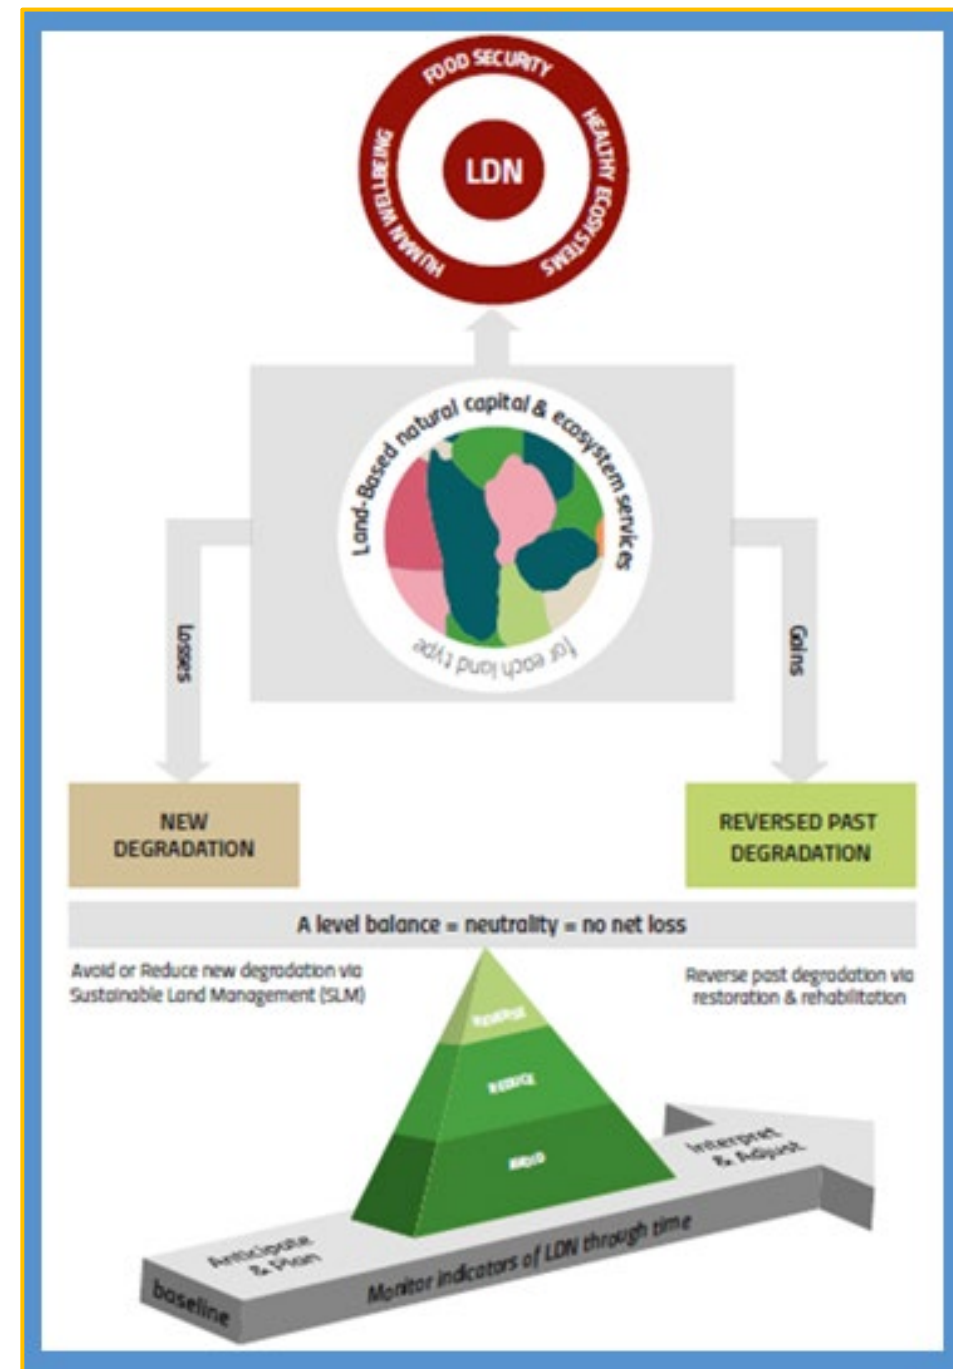 FOOD SECURITY
HUMAN WELLBEING
HEALTHY ECOSYSTEMS
LDN
Land-Based natural capital & ecosystem services
for each land type
Losses
Gains
NEW
DEGRADATION
REVERSED PAST
DEGRADATION
A level balance = neutrality = no net loss
Avoid or Reduce new degradation via
Sustainable Land Management (SLM)
Reverse past degradation via
restoration & rehabilitation
REVERSE
REDUCE
AVOID
Interpret
& Adjust
Anticipate
& Plan
Monitor indicators of LDN through time
baseline